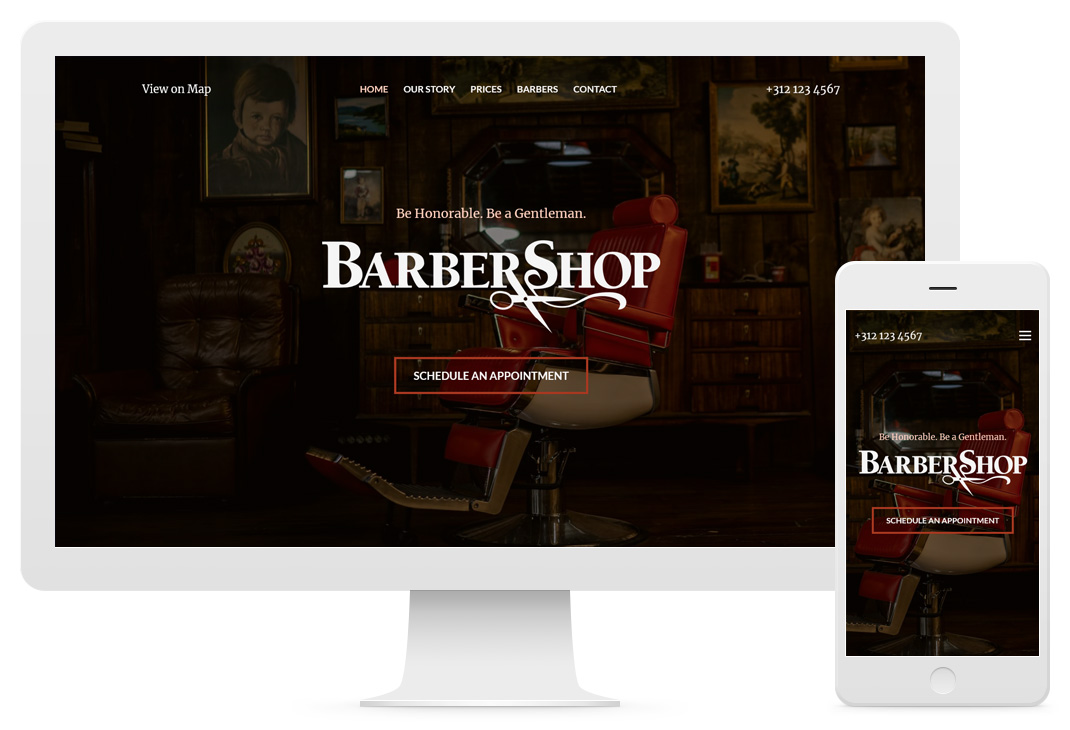 View on Map
HOME OUR STORY PRICES BARBERS CONTACT
+312 123 4567
Be Honorable. Be a Gentleman.
BARBERSHOP
SCHEDULE AN APPOINTMENT
+312 123 4567
Be Honorable. Be a Gentleman.
BARBERSHOP
SCHEDULE AN APPOINTMENT